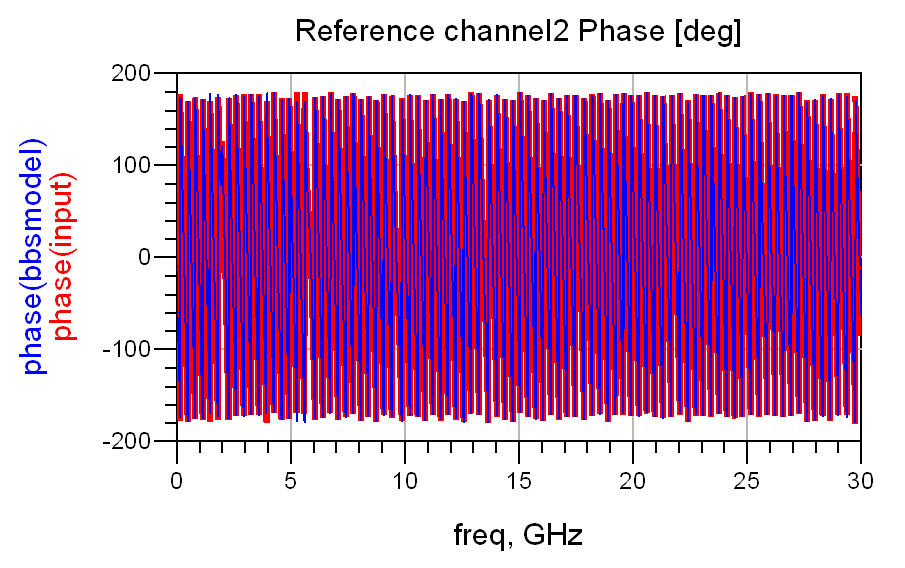 Reference channel2 Phase [deg]
phase(bbsmodel)
phase(input)
200
100
0
-100
-200
0 5 10 15 20 25 30
freq, GHz